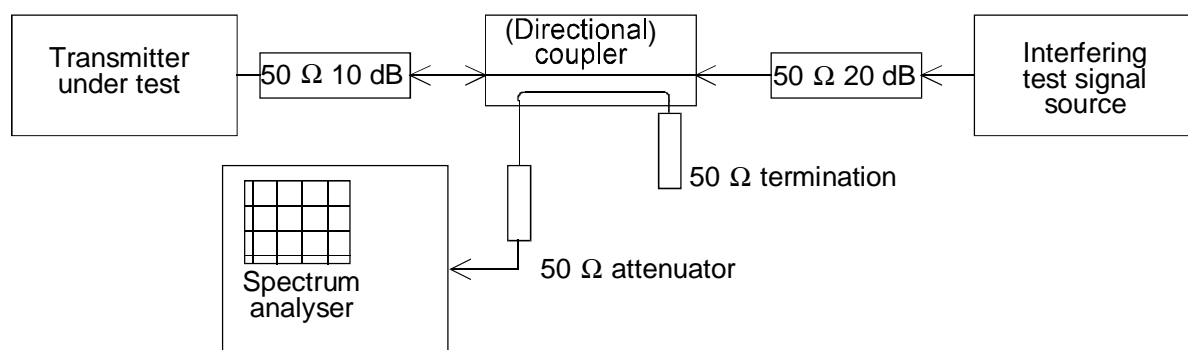 Transmitter
under test
50 Ω 10 dB
(Directional)
coupler
50 Ω 20 dB
Interfering
test signal
source
50 Ω termination
50 Ω attenuator
Spectrum
analyser